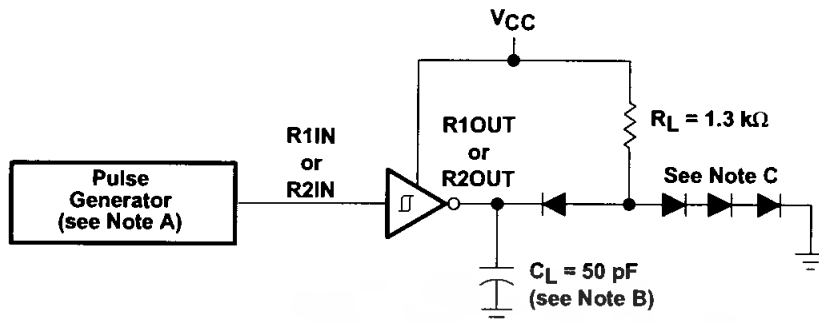 VCC
R1IN
or
R2IN
R1OUT
or
R2OUT
RL = 1.3 kΩ
See Note C
Pulse
Generator
(see Note A)
CL = 50 pF
(see Note B)